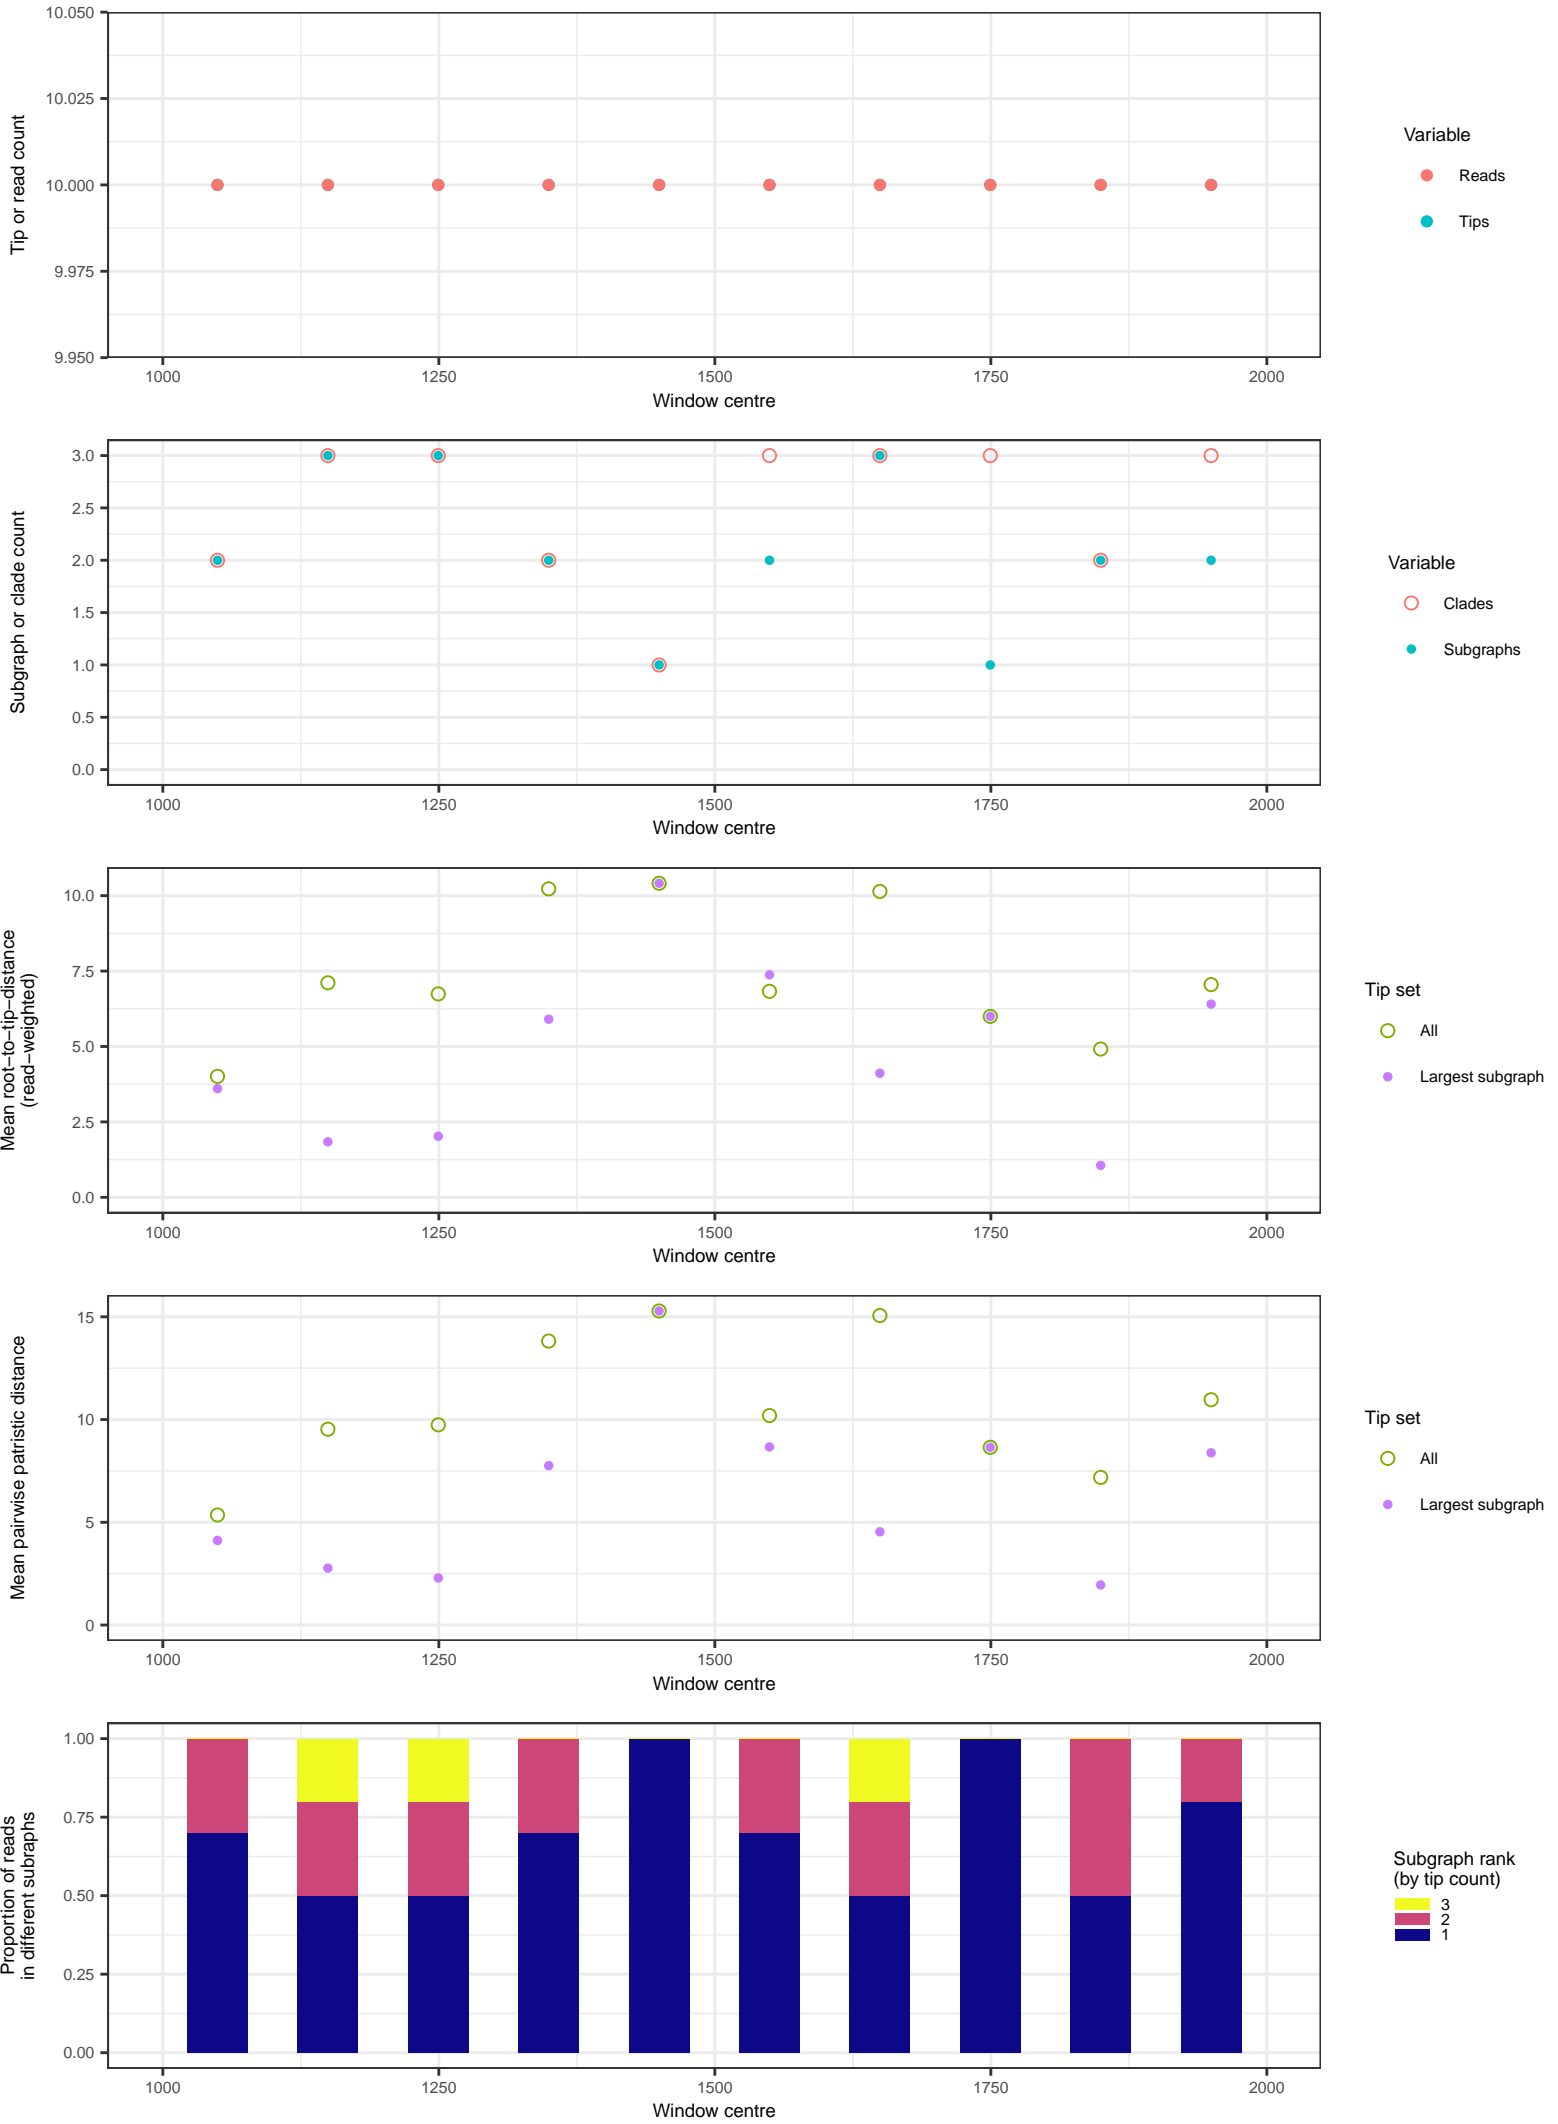 10.050
10.025
10.000
9.975
9.950
Tip or read count
1000 1250 1500 1750 2000
Window centre
Variable
Reads
Tips
3.0
2.5
2.0
1.5
1.0
0.5
0.0
Subgraph or clade count
1000 1250 1500 1750 2000
Window centre
Variable
Clades
Subgraphs
10.0
7.5
5.0
2.5
0.0
Mean root−to−tip−distance
(read−weighted)
1000 1250 1500 1750 2000
Window centre
Tip set
All
Largest subgraph
15
10
5
0
Mean pairwise patristic distance
1000 1250 1500 1750 2000
Window centre
Tip set
All
Largest subgraph
1.00
0.75
0.50
0.25
0.00
Proportion of reads
in different subraphs
1000 1250 1500 1750 2000
Window centre
Subgraph rank
(by tip count)
3
2
1